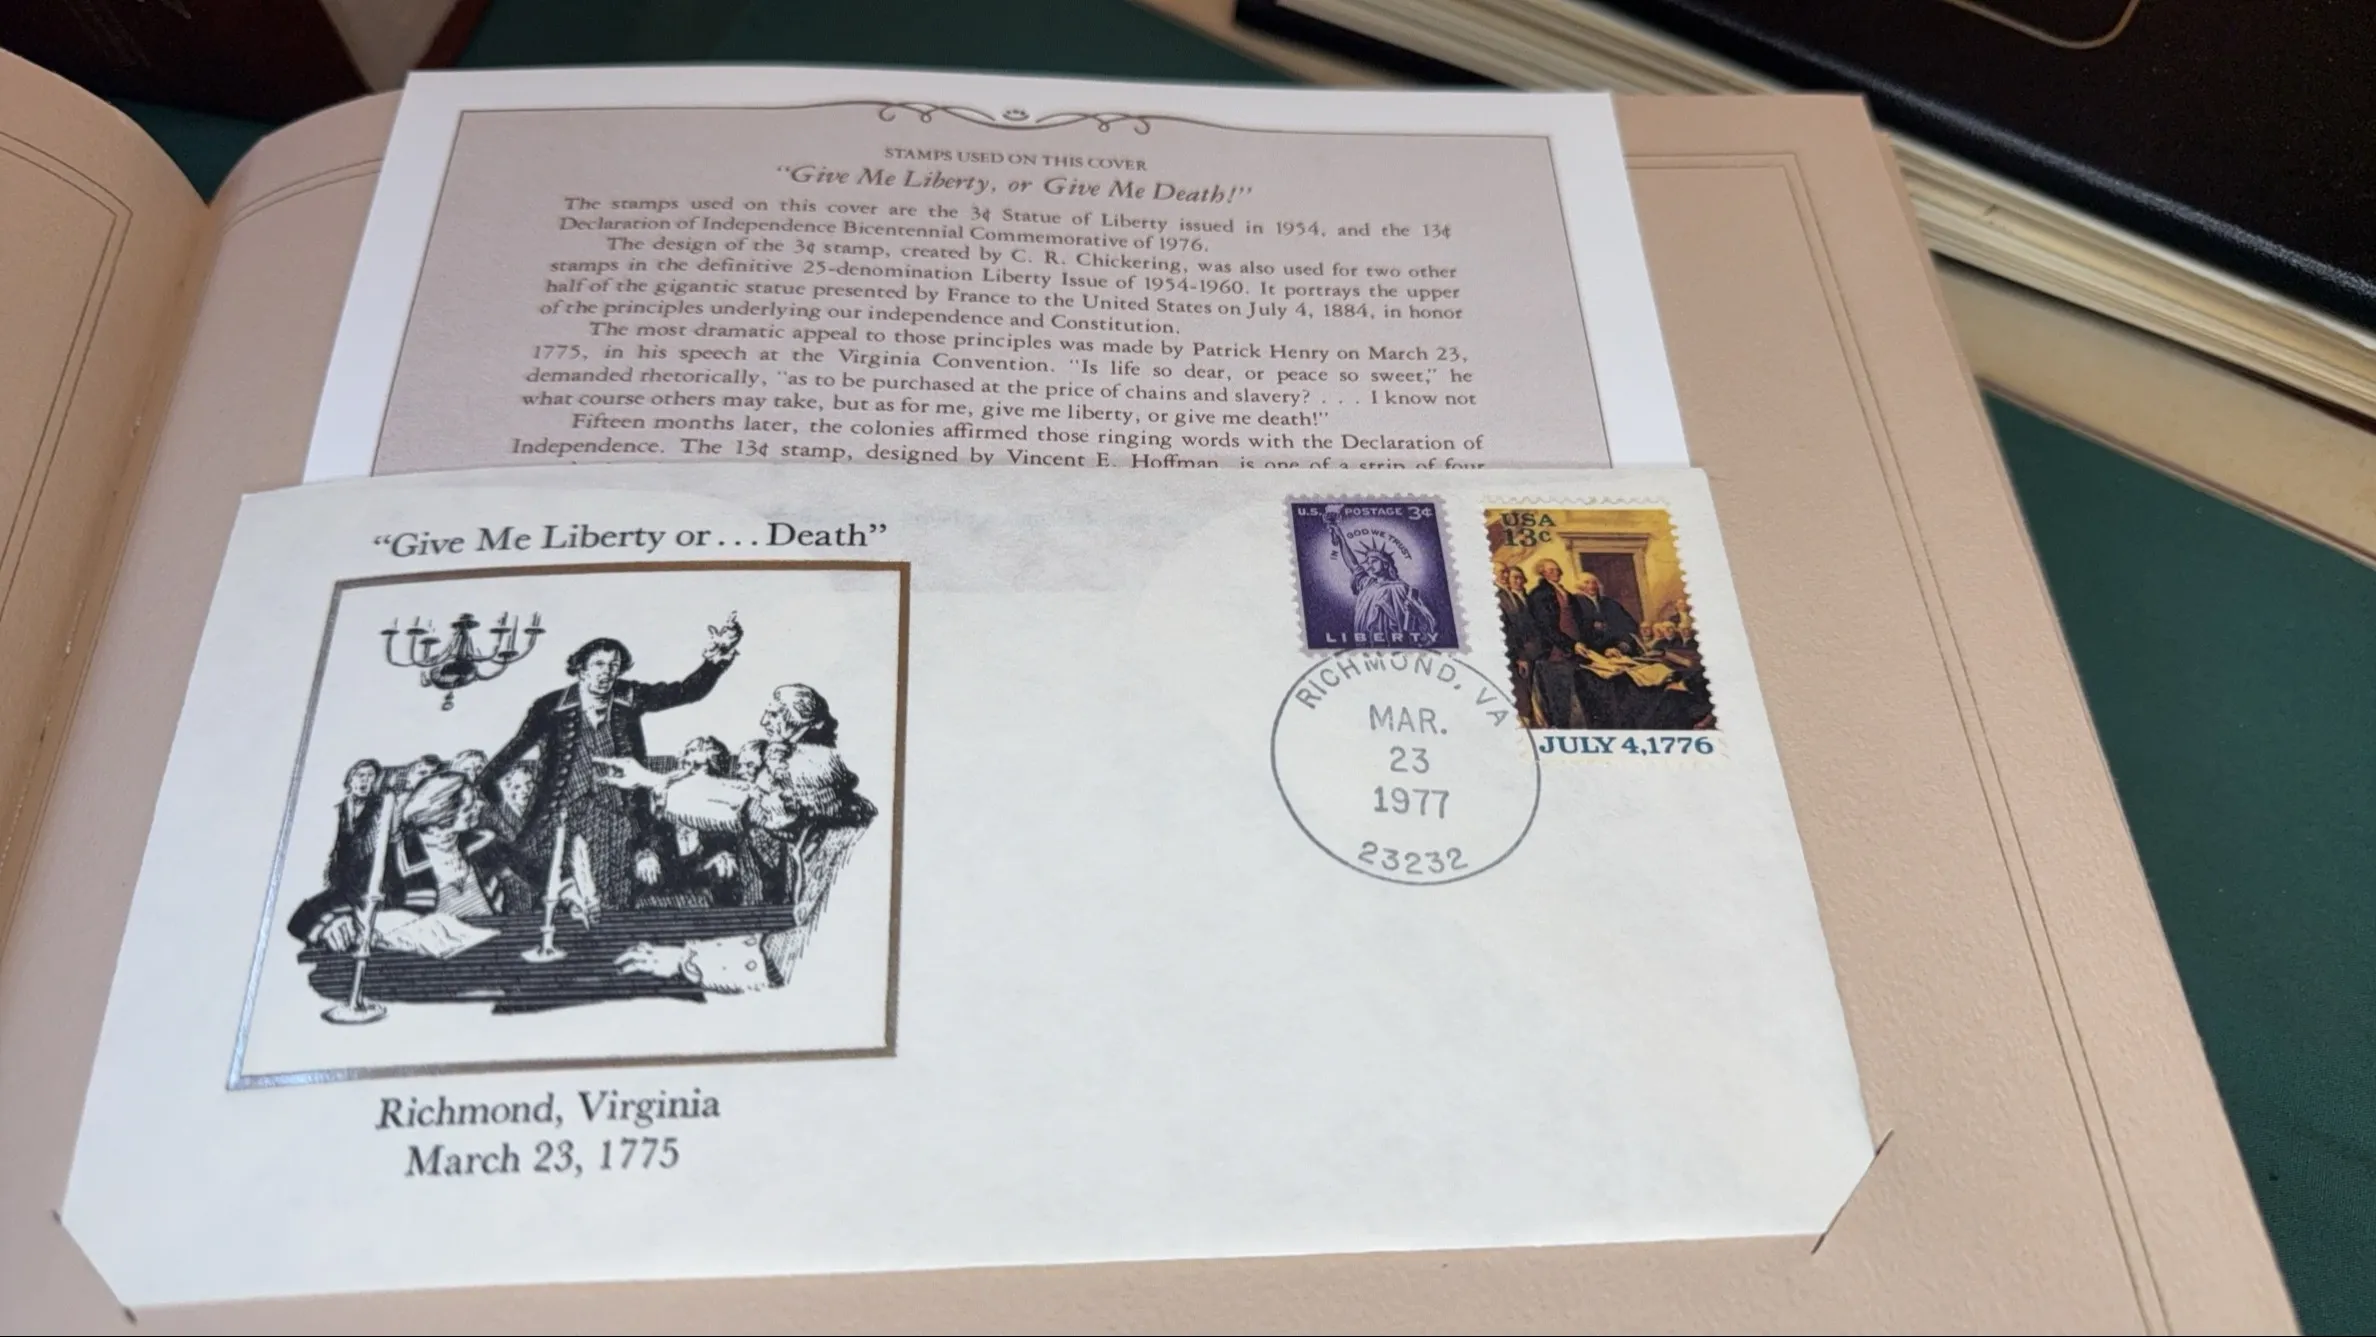 STAMPS USED ON THIS COVER
"Give Me Liberty, or Give Me Death!"
The stamps used on this cover are the 3¢ Statue of Liberty issued in 1954, and the 13¢
Declaration of Independence Bicentennial Commemorative of 1976.
The design of the 3¢ stamp, created by C. R. Chickering, was also used for two other
stamps in the definitive 25-denomination Liberty Issue of 1954-1960. It portrays the upper
half of the gigantic statue presented by France to the United States on July 4, 1884, in honor
of the principles underlying our independence and Constitution.
The most dramatic appeal to those principles was made by Patrick Henry on March 23,
1775, in his speech at the Virginia Convention. "Is life so dear, or peace so sweet," he
demanded rhetorically, "as to be purchased at the price of chains and slavery? . . . I know not
what course others may take, but as for me, give me liberty, or give me death!"
Fifteen months later, the colonies affirmed those ringing words with the Declaration of
Independence. The 13¢ stamp, designed by Vincent E. Hoffman is one of a strip of four
"Give Me Liberty or . . . Death"
Richmond, Virginia
March 23, 1775
U.S. POSTAGE 3¢
IN GOD WE TRUST
LIBERTY
USA
13c
JULY 4,1776
RICHMOND, VA
MAR.
23
1977
23232